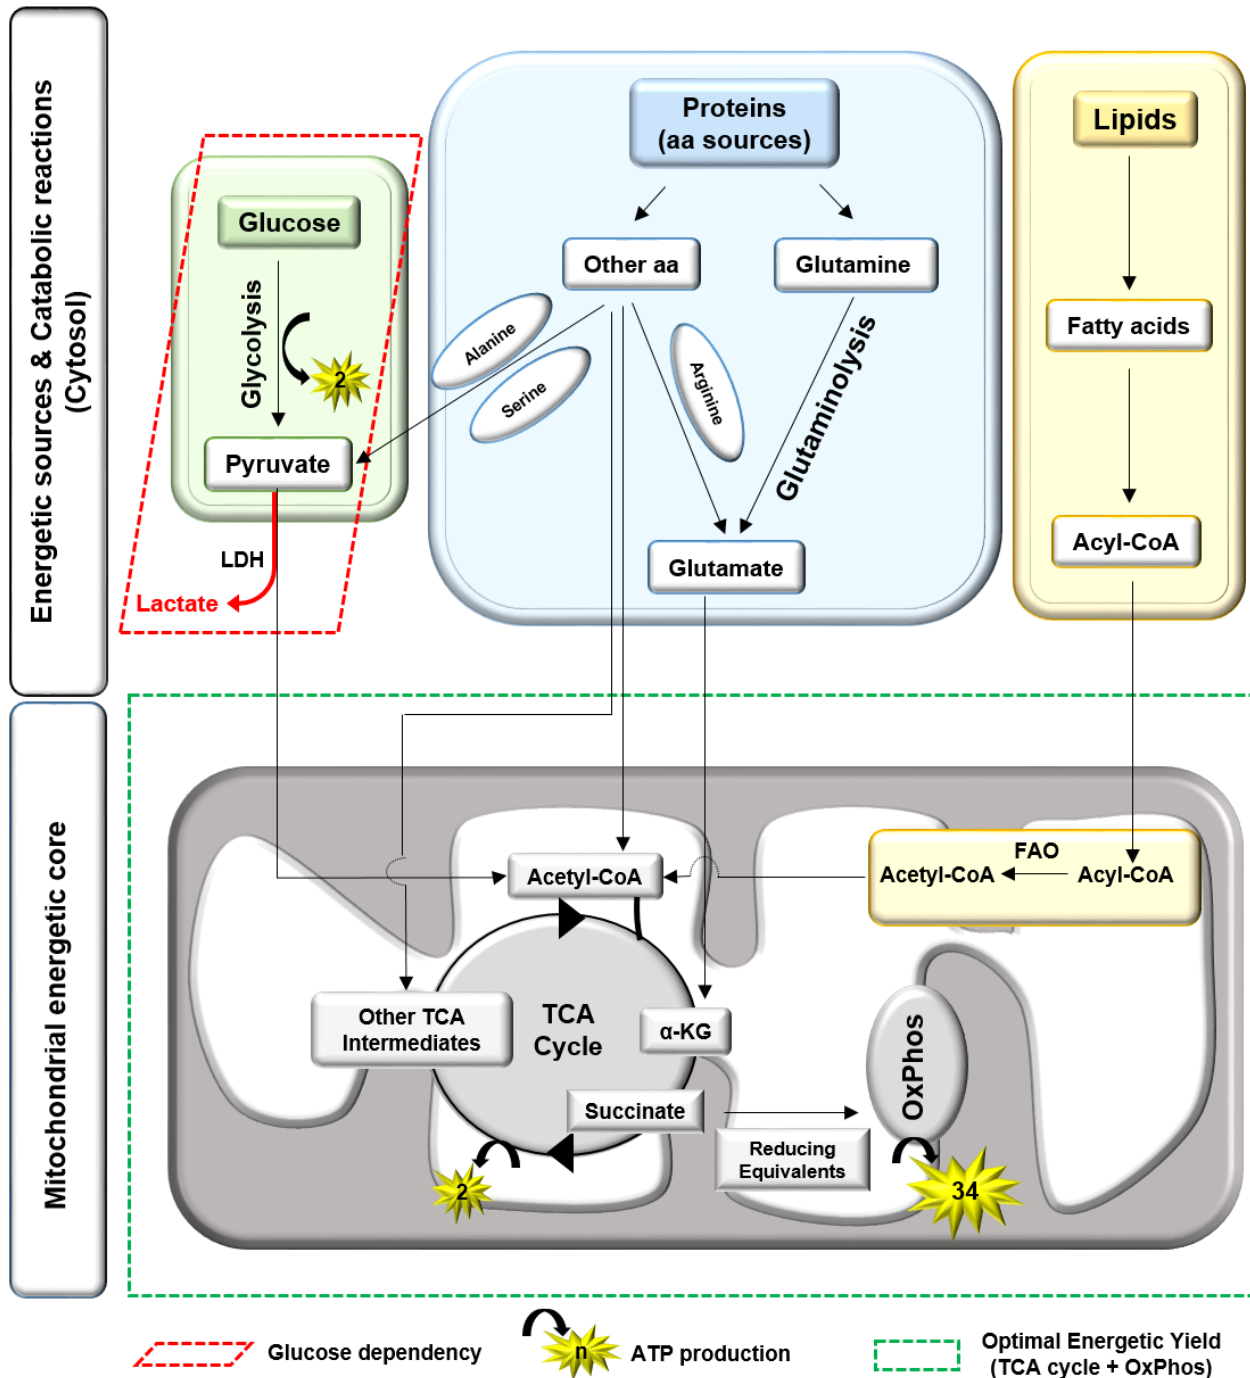 Energetic sources & Catabolic reactions
(Cytosol)
Glucose
Glycolysis
2
Pyruvate
LDH
Lactate
Proteins
(aa sources)
Other aa
Glutamine
Alanine
Serine
Arginine
Glutaminolysis
Glutamate
Lipids
Fatty acids
Acyl-CoA
Mitochondrial energetic core
Acetyl-CoA
FAO
Acetyl-CoA
Acyl-CoA
Other TCA
Intermediates
TCA
Cycle
α-KG
Succinate
Reducing
Equivalents
OxPhos
2
34
Glucose dependency
n
ATP production
Optimal Energetic Yield
(TCA cycle + OxPhos)